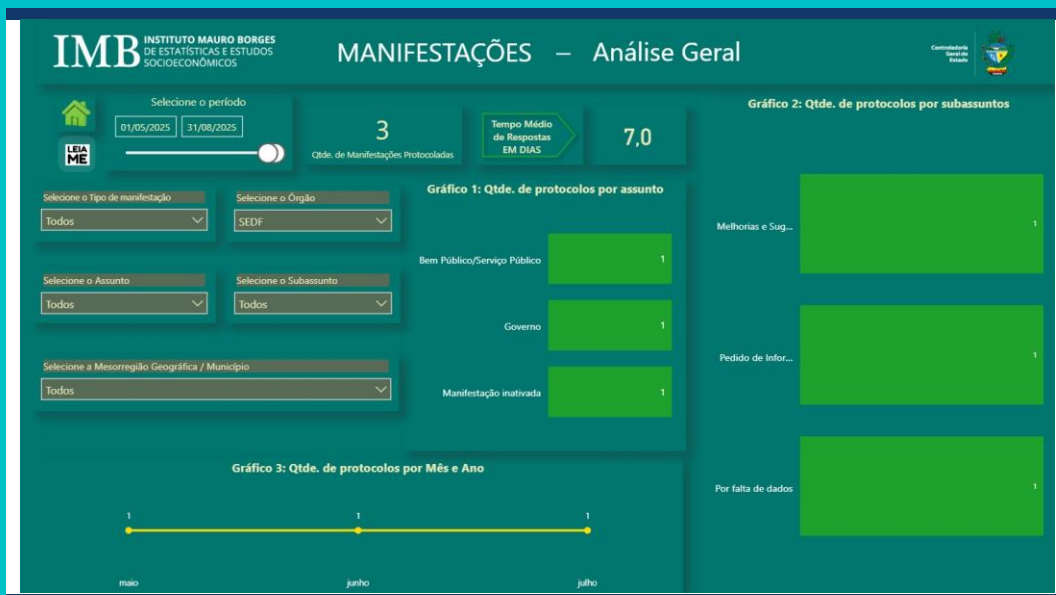 IMB
INSTITUTO MAURO BORGES
DE ESTATÍSTICAS E ESTUDOS
SOCIOECONÔMICOS
MANIFESTAÇÕES – Análise Geral
Controladoria
Geral do
Estado
Selecione o período
01/05/2025 31/08/2025
LEIA
ME
3
Qtde. de Manifestações Protocoladas
Tempo Médio
de Respostas
EM DIAS
7,0
Selecione o Tipo de manifestação
Todos
Selecione o Órgão
SEDF
Selecione o Assunto
Todos
Selecione o Subassunto
Todos
Selecione a Mesorregião Geográfica / Município
Todos
Gráfico 1: Qtde. de protocolos por assunto
Bem Público/Serviço Público 1
Governo 1
Manifestação inativada 1
Gráfico 2: Qtde. de protocolos por subassuntos
Melhorias e Sug... 1
Pedido de Infor... 1
Por falta de dados 1
Gráfico 3: Qtde. de protocolos por Mês e Ano
1 1 1
maio junho julho